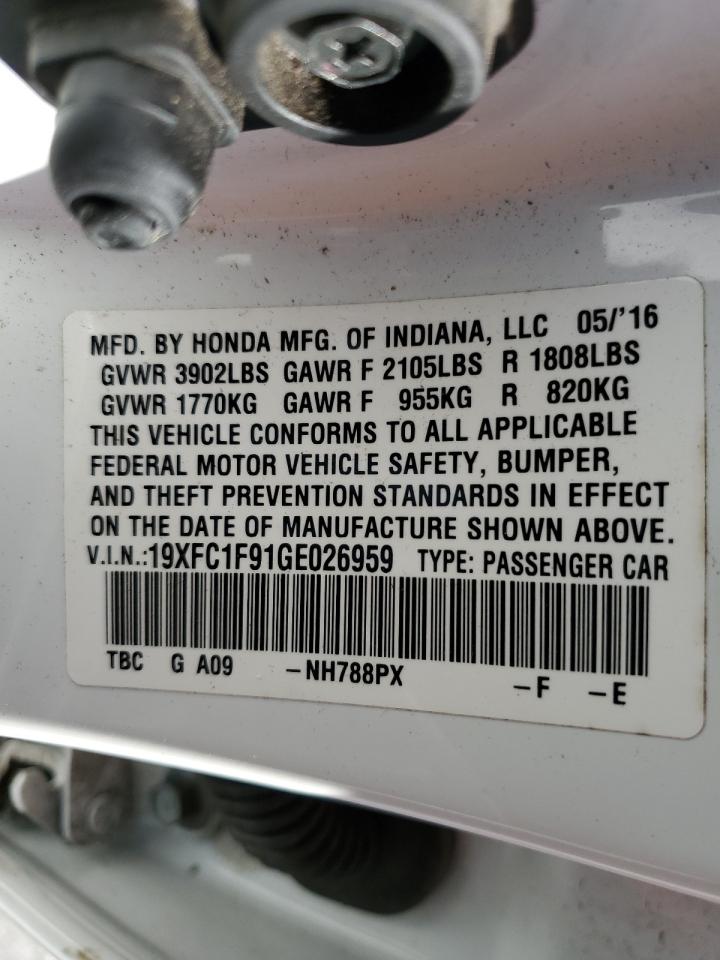 MFD. BY HONDA MFG. OF INDIANA, LLC 05/'16
GVWR 3902LBS GAWR F 2105LBS R 1808LBS
GVWR 1770KG GAWR F 955KG R 820KG
THIS VEHICLE CONFORMS TO ALL APPLICABLE
FEDERAL MOTOR VEHICLE SAFETY, BUMPER,
AND THEFT PREVENTION STANDARDS IN EFFECT
ON THE DATE OF MANUFACTURE SHOWN ABOVE.
V.I.N.:19XFC1F91GE026959 TYPE: PASSENGER CAR
TBC G A09 -NH788PX -F -E